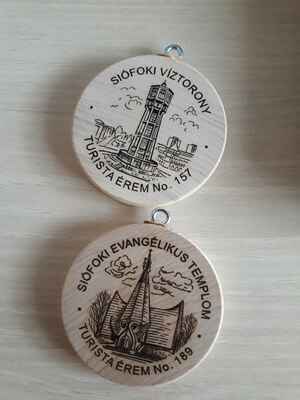 SIÓFOKI VÍZTORONY
• TURISTA ÉREM No. 157 •
SIÓFOKI EVANGÉLIKUS TEMPLOM
• TURISTA ÉREM No. 189 •